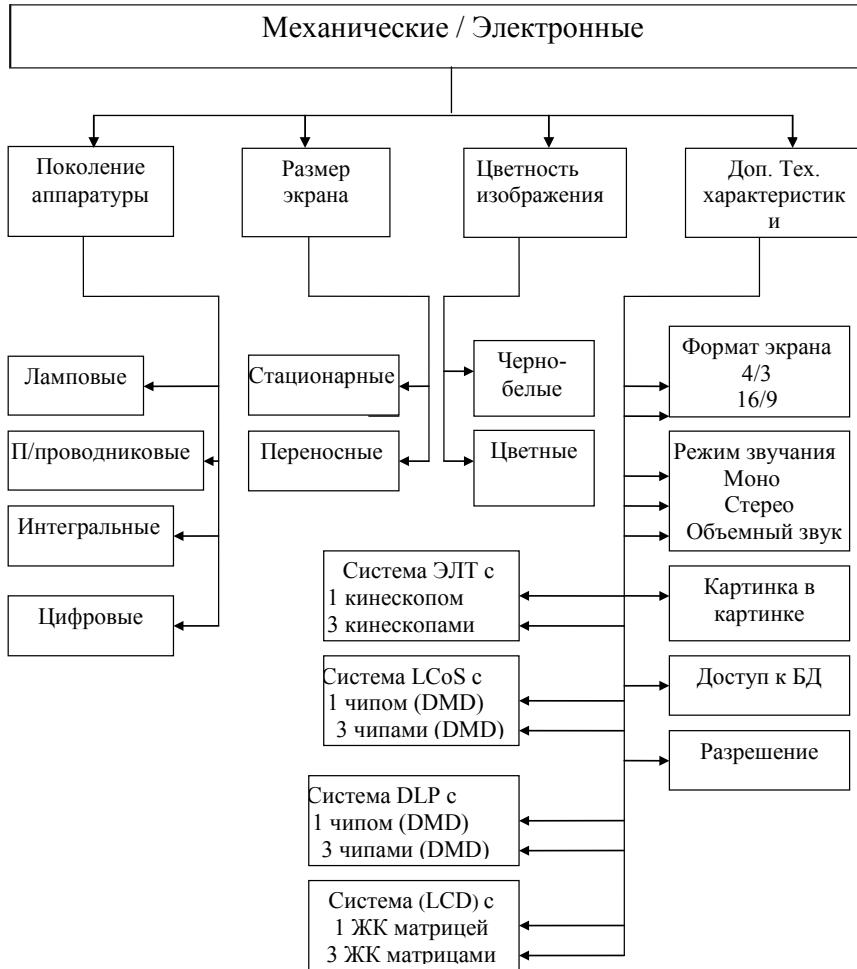 Механические / Электронные
Поколение
аппаратуры
Размер
экрана
Цветность
изображения
Доп. Тех.
характеристик
и
Ламповые
П/проводниковые
Интегральные
Цифровые
Стационарные
Переносные
Черно-
белые
Цветные
Формат экрана
4/3
16/9
Режим звучания
Моно
Стерео
Объемный звук
Картинка в
картинке
Доступ к БД
Разрешение
Система ЭЛТ с
1 кинескопом
3 кинескопами
Система LCoS с
1 чипом (DMD)
3 чипами (DMD)
Система DLP с
1 чипом (DMD)
3 чипами (DMD)
Система (LCD) с
1 ЖК матрицей
3 ЖК матрицами